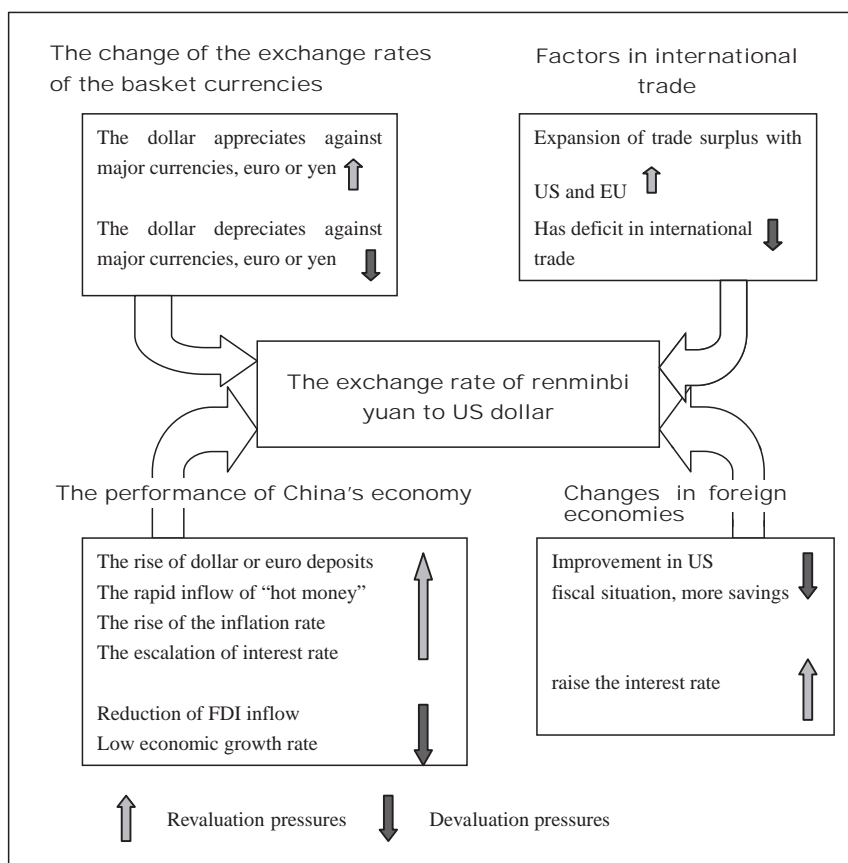 The change of the exchange rates
of the basket currencies
The dollar appreciates against
major currencies, euro or yen
The dollar depreciates against
major currencies, euro or yen
Factors in international
trade
Expansion of trade surplus with
US and EU
Has deficit in international
trade
The exchange rate of renminbi
yuan to US dollar
The performance of China's economy
The rise of dollar or euro deposits
The rapid inflow of “hot money”
The rise of the inflation rate
The escalation of interest rate
Reduction of FDI inflow
Low economic growth rate
Changes in foreign
economies
Improvement in US
fiscal situation, more savings
raise the interest rate
Revaluation pressures
Devaluation pressures